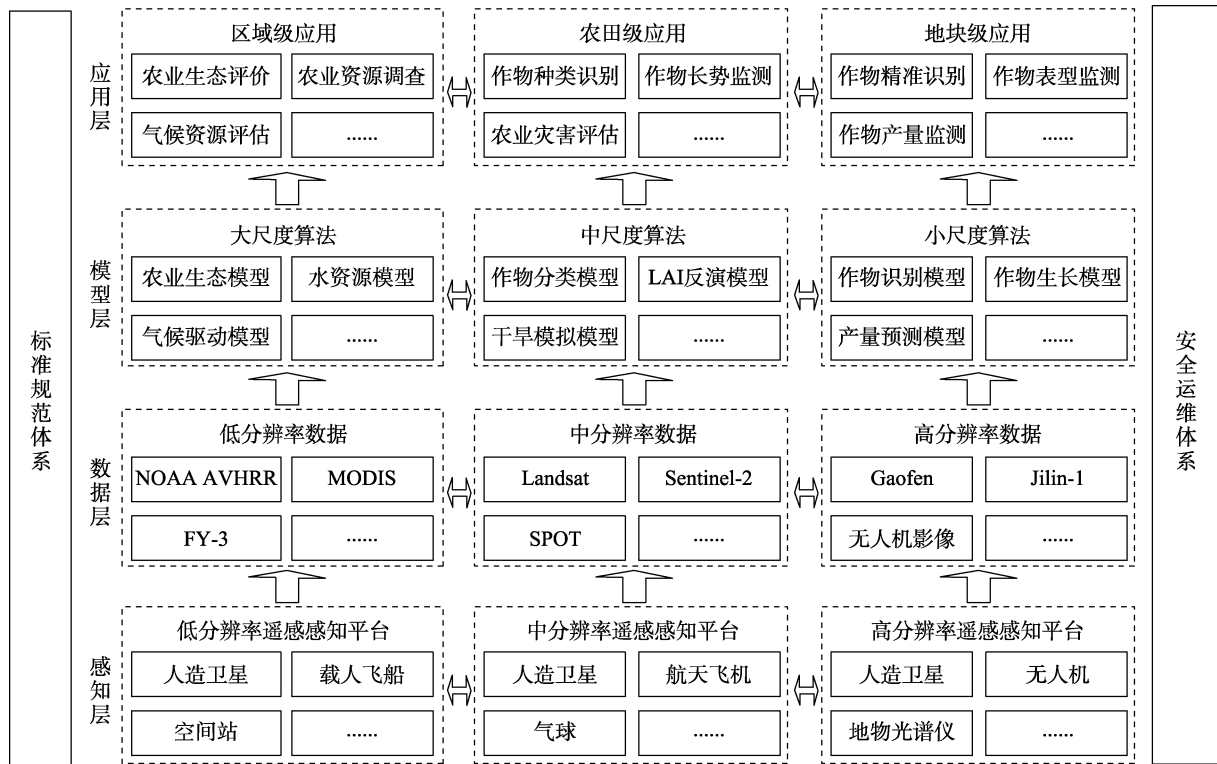 标准规范体系
应用层
区域级应用
农业生态评价
农业资源调查
气候资源评估
......
农田级应用
作物种类识别
作物长势监测
农业灾害评估
......
地块级应用
作物精准识别
作物表型监测
作物产量监测
......
模型层
大尺度算法
农业生态模型
水资源模型
气候驱动模型
......
中尺度算法
作物分类模型
LAI反演模型
干旱模拟模型
......
小尺度算法
作物识别模型
作物生长模型
产量预测模型
......
数据层
低分辨率数据
NOAA AVHRR
MODIS
FY-3
......
中分辨率数据
Landsat
Sentinel-2
SPOT
......
高分辨率数据
Gaofen
Jilin-1
无人机影像
......
感知层
低分辨率遥感感知平台
人造卫星
载人飞船
空间站
......
中分辨率遥感感知平台
人造卫星
航天飞机
气球
......
高分辨率遥感感知平台
人造卫星
无人机
地物光谱仪
......
安全运维体系